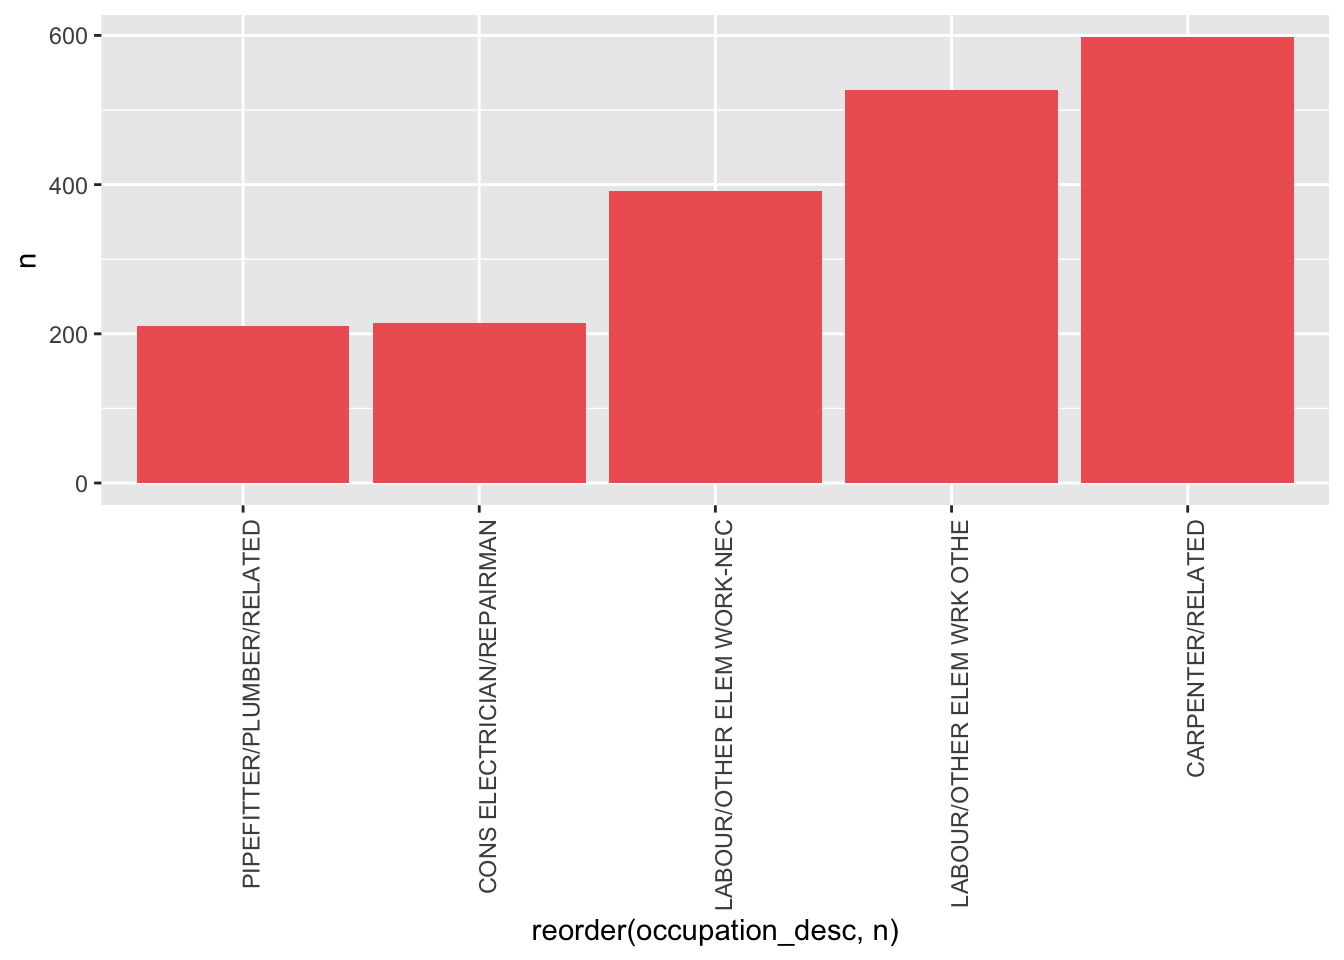 600
400
200
0
n
PIPEFITTER/PLUMBER/RELATED
CONS ELECTRICIAN/REPAIRMAN
LABOUR/OTHER ELEM WORK-NEC
LABOUR/OTHER ELEM WRK OTHE
CARPENTER/RELATED
reorder(occupation_desc, n)